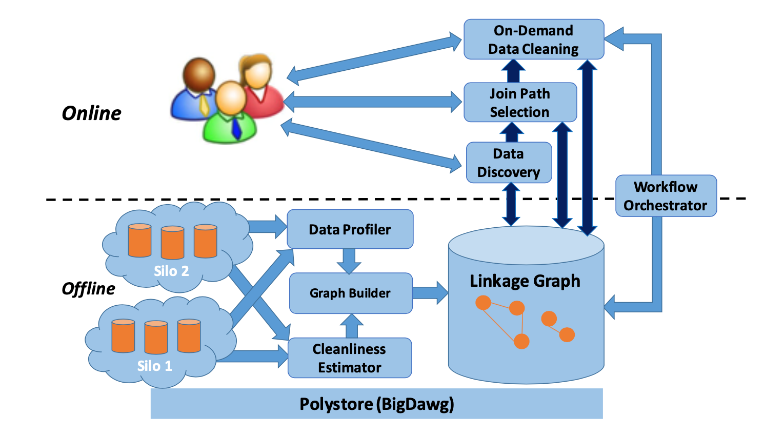 On-Demand
Data Cleaning
Online
Join Path
Selection
Data
Discovery
Workflow
Orchestrator
Data Profiler
Silo 2
Linkage Graph
Offline
Graph Builder
Cleanliness
Estimator
Silo 1
Polystore (BigDawg)